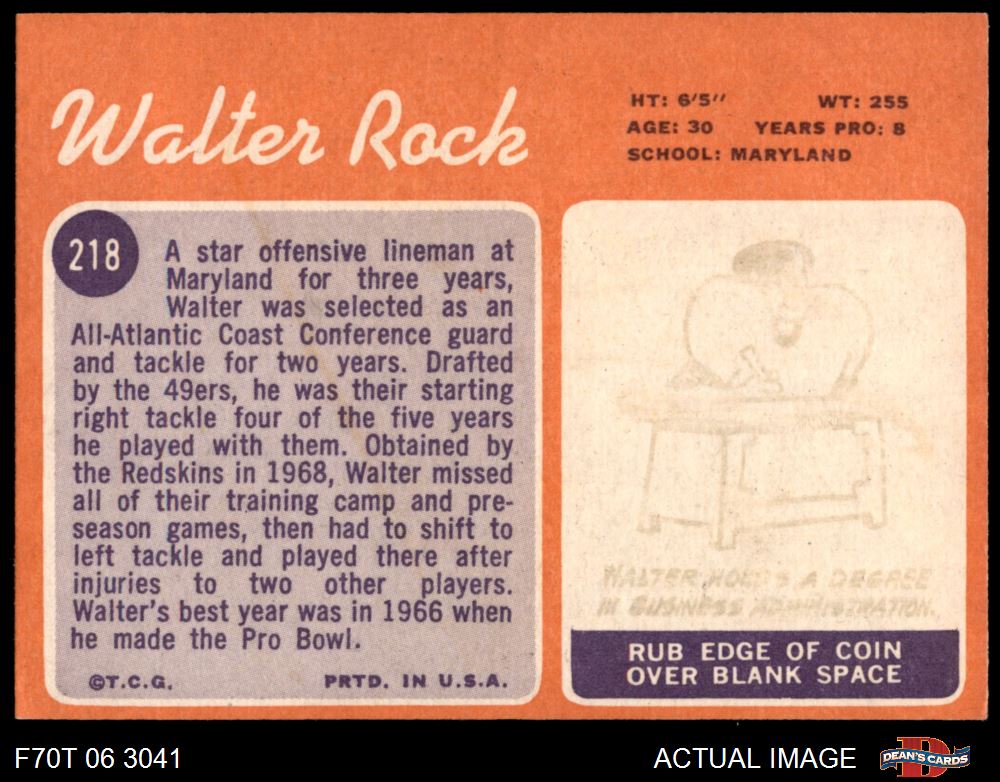 Walter Rock
HT: 6'5" WT: 255
AGE: 30 YEARS PRO: 8
SCHOOL: MARYLAND
218
A star offensive lineman at
Maryland for three years,
Walter was selected as an
All-Atlantic Coast Conference guard
and tackle for two years. Drafted
by the 49ers, he was their starting
right tackle four of the five years
he played with them. Obtained by
the Redskins in 1968, Walter missed
all of their training camp and pre-
season games, then had to shift to
left tackle and played there after
injuries to two other players.
Walter's best year was in 1966 when
he made the Pro Bowl.
©T.C.G. PRTD. IN U.S.A.
WALTER HOLDS A DEGREE
IN BUSINESS ADMINISTRATION.
RUB EDGE OF COIN
OVER BLANK SPACE
F70T 06 3041
ACTUAL IMAGE
DEAN'S CARDS